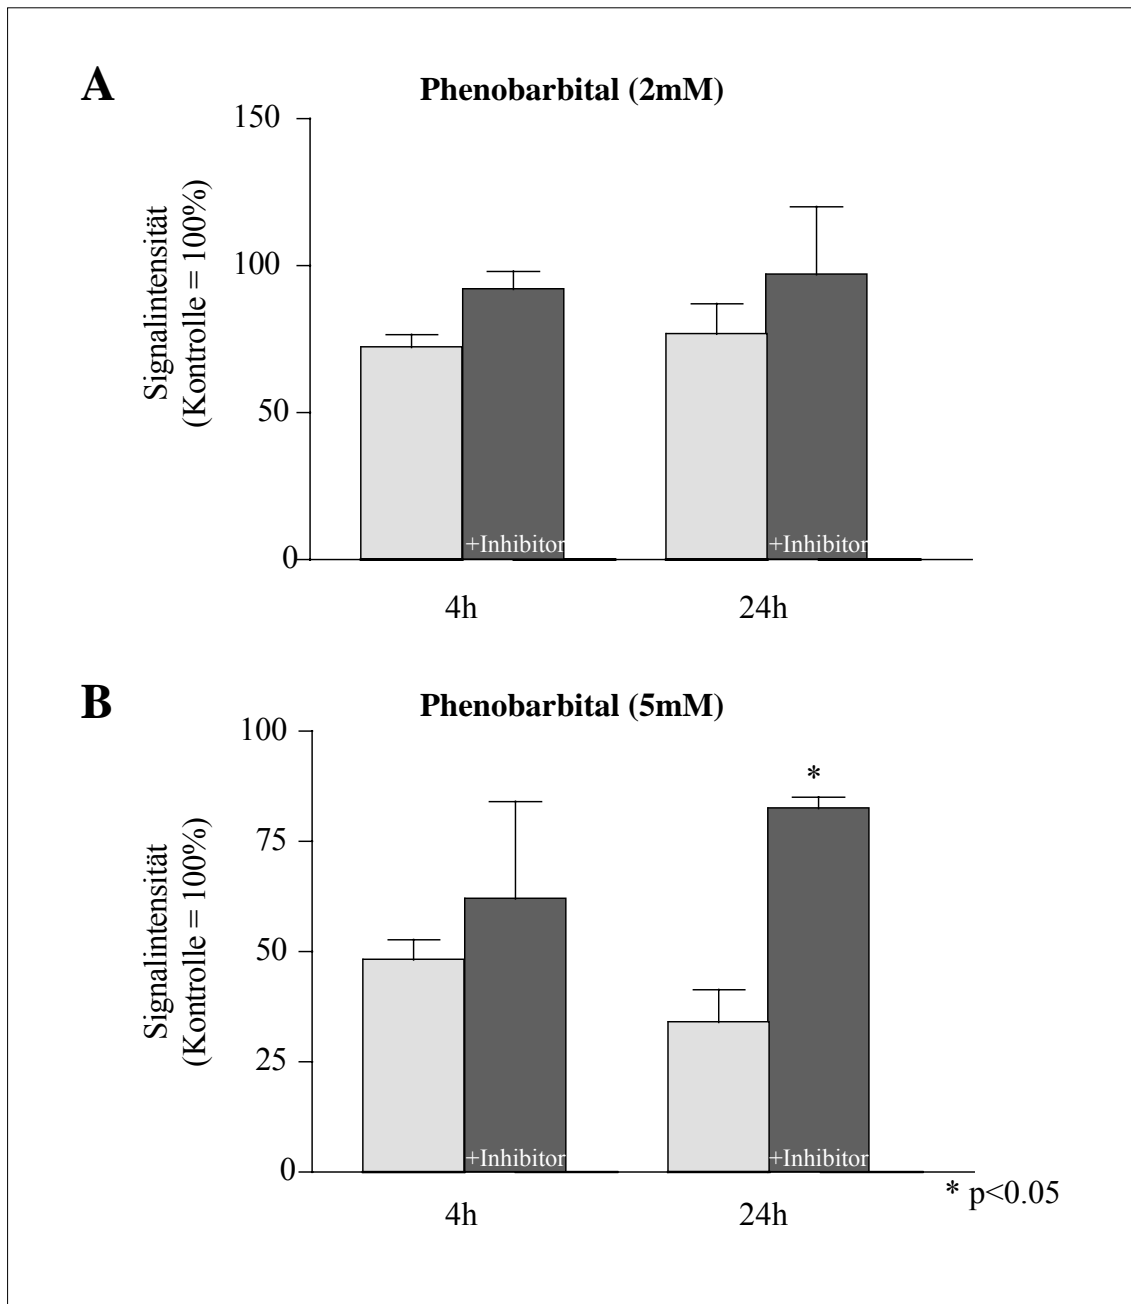 A
Phenobarbital (2mM)
150
100
50
0
Signalintensität
(Kontrolle = 100%)
+Inhibitor
+Inhibitor
4h
24h
B
Phenobarbital (5mM)
100
75
50
25
0
Signalintensität
(Kontrolle = 100%)
*
+Inhibitor
+Inhibitor
* p<0.05
4h
24h